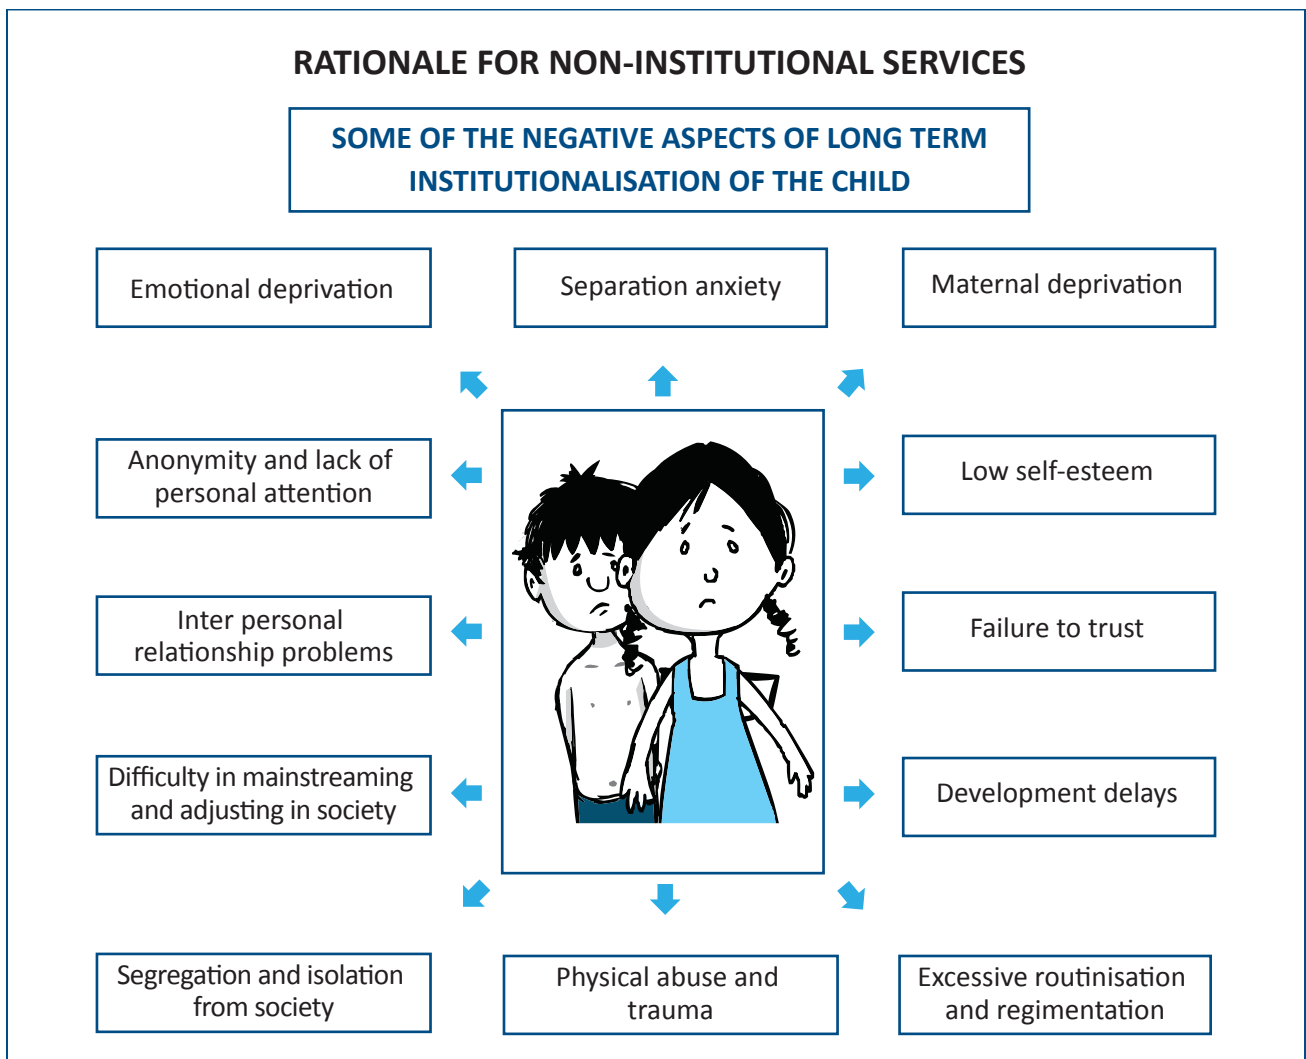 RATIONALE FOR NON-INSTITUTIONAL SERVICES
SOME OF THE NEGATIVE ASPECTS OF LONG TERM
INSTITUTIONALISATION OF THE CHILD
Emotional deprivation
Separation anxiety
Maternal deprivation
Anonymity and lack of
personal attention
Low self-esteem
Inter personal
relationship problems
Failure to trust
Difficulty in mainstreaming
and adjusting in society
Development delays
Segregation and isolation
from society
Physical abuse and
trauma
Excessive routinisation
and regimentation